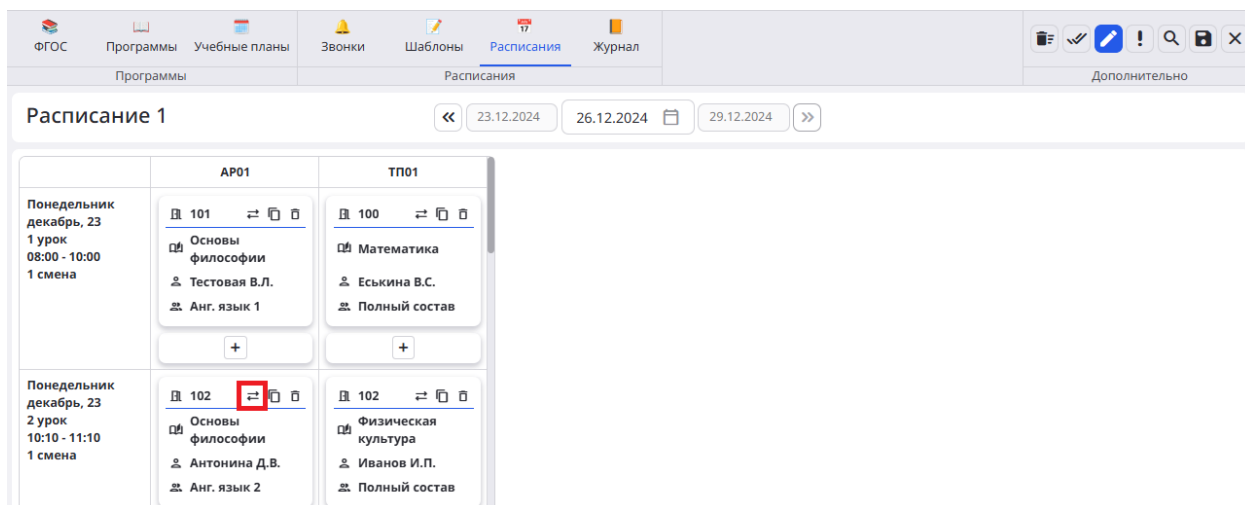 ФГОС Программы Учебные планы Звонки Шаблоны Расписания Журнал
Программы Расписания Дополнительно
Расписание 1 23.12.2024 26.12.2024 29.12.2024
АР01 ТП01
Понедельник
декабрь, 23
1 урок
08:00 - 10:00
1 смена
101
Основы
философии
Тестовая В.Л.
Анг. язык 1
+
100
Математика
Еськина В.С.
Полный состав
+
Понедельник
декабрь, 23
2 урок
10:10 - 11:10
1 смена
102
Основы
философии
Антонина Д.В.
Анг. язык 2
102
Физическая
культура
Иванов И.П.
Полный состав